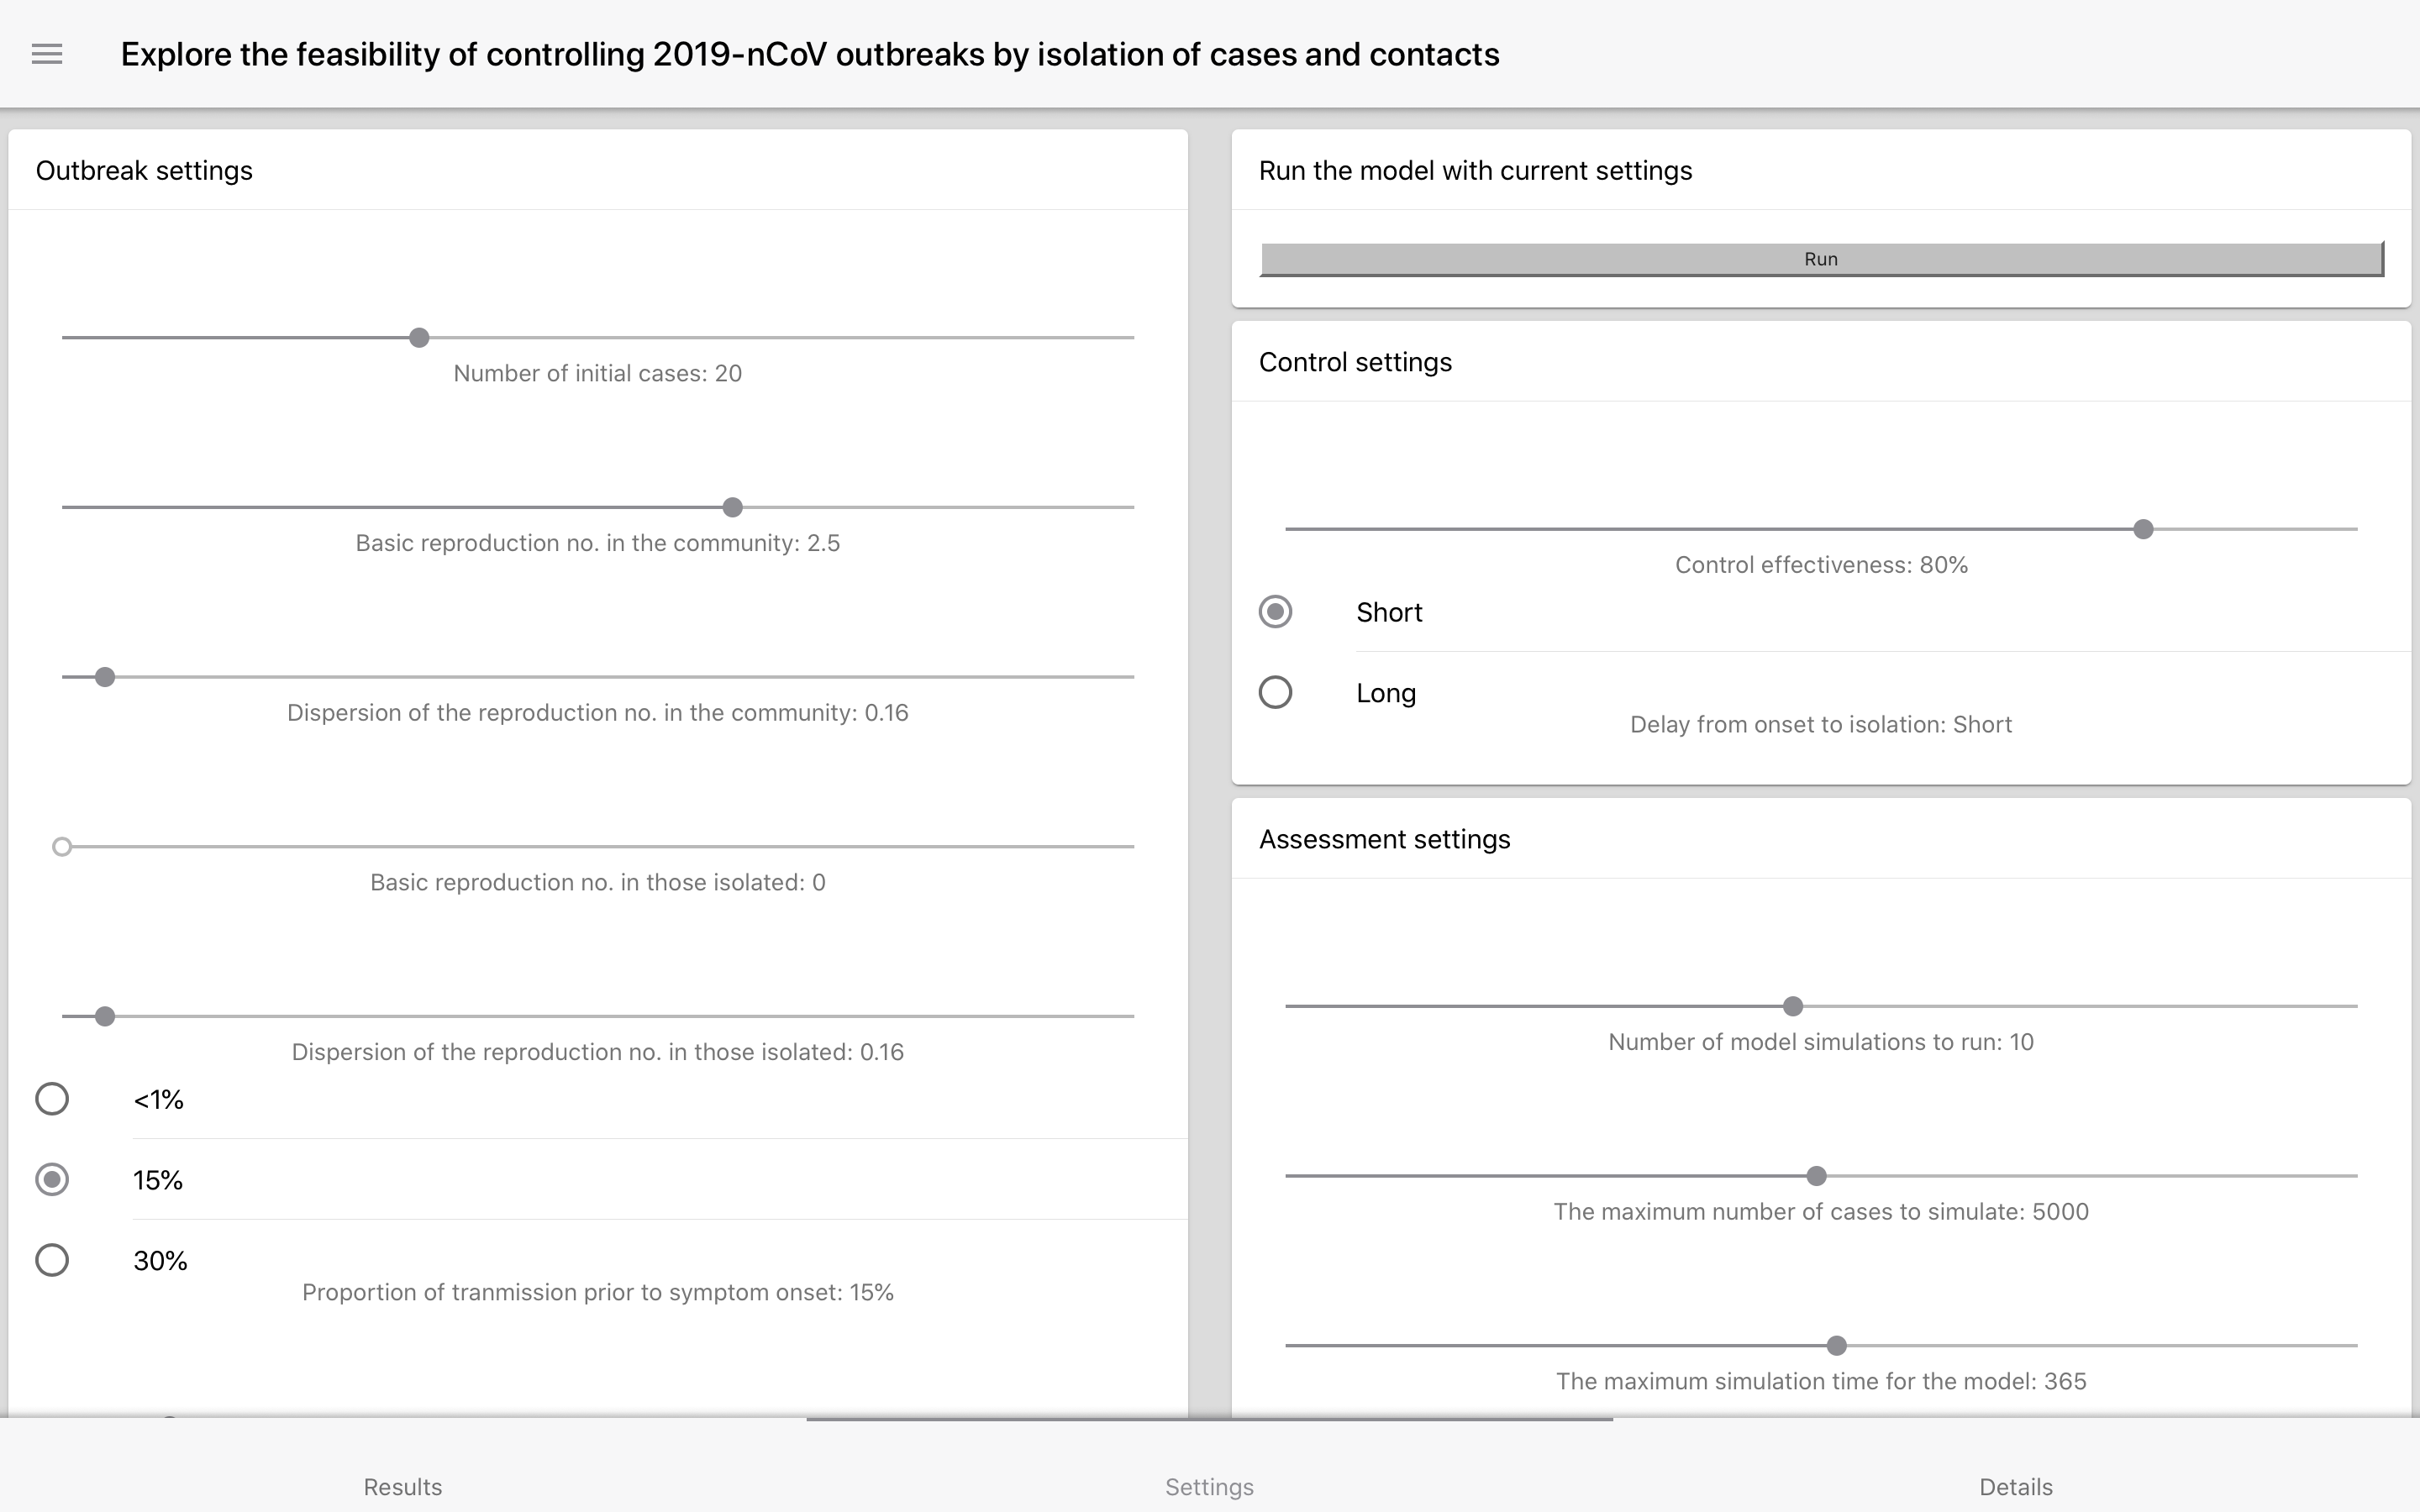 Explore the feasibility of controlling 2019-nCoV outbreaks by isolation of cases and contacts
Outbreak settings
Number of initial cases: 20
Basic reproduction no. in the community: 2.5
Dispersion of the reproduction no. in the community: 0.16
Basic reproduction no. in those isolated: 0
Dispersion of the reproduction no. in those isolated: 0.16
<1%
15%
30%
Proportion of tranmission prior to symptom onset: 15%
Run the model with current settings
Run
Control settings
Control effectiveness: 80%
Short
Long
Delay from onset to isolation: Short
Assessment settings
Number of model simulations to run: 10
The maximum number of cases to simulate: 5000
The maximum simulation time for the model: 365
Results
Settings
Details